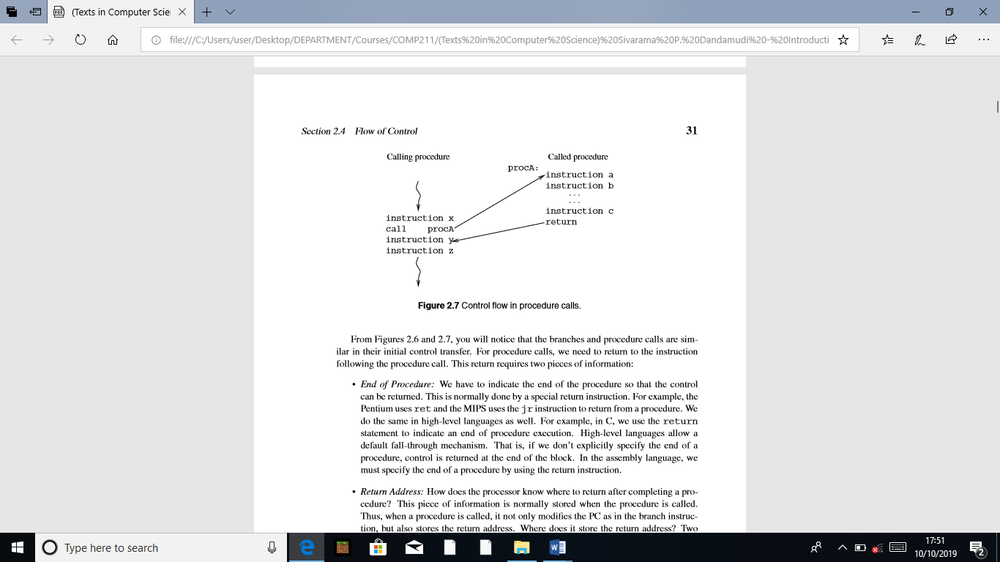 (Texts in Computer Scie
file:///C:/Users/user/Desktop/DEPARTMENT/Courses/COMP211/(Texts%20in%20Computer%20Science)%20Sivarama%20P.%20Dandamudi%20-%20Introducti
Section 2.4 Flow of Control 31
Calling procedure Called procedure
procA:
instruction a
instruction b
...
...
instruction c
return
instruction x
call procA
instruction y
instruction z
Figure 2.7 Control flow in procedure calls.
From Figures 2.6 and 2.7, you will notice that the branches and procedure calls are sim-
ilar in their initial control transfer. For procedure calls, we need to return to the instruction
following the procedure call. This return requires two pieces of information:
• End of Procedure: We have to indicate the end of the procedure so that the control
can be returned. This is normally done by a special return instruction. For example, the
Pentium uses ret and the MIPS uses the jr instruction to return from a procedure. We
do the same in high-level languages as well. For example, in C, we use the return
statement to indicate an end of procedure execution. High-level languages allow a
default fall-through mechanism. That is, if we don't explicitly specify the end of a
procedure, control is returned at the end of the block. In the assembly language, we
must specify the end of a procedure by using the return instruction.
• Return Address: How does the processor know where to return after completing a pro-
cedure? This piece of information is normally stored when the procedure is called.
Thus, when a procedure is called, it not only modifies the PC as in the branch instruc-
tion, but also stores the return address. Where does it store the return address? Two
Type here to search
17:51
10/10/2019
2